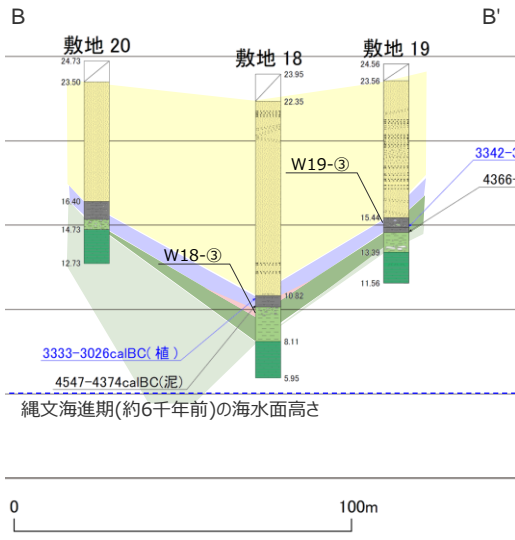 B
B'
敷地 20
敷地 18
敷地 19
24.73
23.50
16.40
14.73
12.73
23.95
22.35
10.82
8.11
5.95
24.56
23.56
15.44
13.39
11.56
W19-③
W18-③
3342-3
4366-
3333-3026calBC(植)
4547-4374calBC(泥)
縄文海進期(約6千年前)の海水面高さ
0
100m